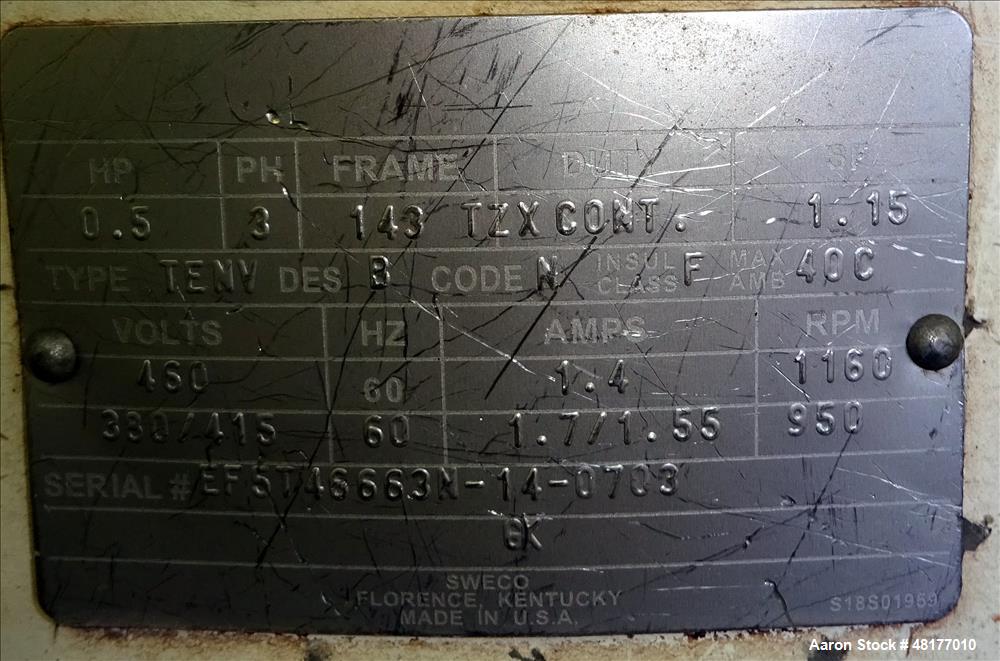 HP PH FRAME DUTY SF
0.5 3 143 TZX CONT. 1.15
TYPE TENV DES B CODE N INSUL CLASS F MAX AMB 40C
VOLTS HZ AMPS RPM
460 60 1.4 1160
380/415 60 1.7/1.55 950
SERIAL # EF5T46663N-14-0703
GK
SWECO
FLORENCE, KENTUCKY
MADE IN U.S.A.
S18S01959
Aaron Stock # 48177010